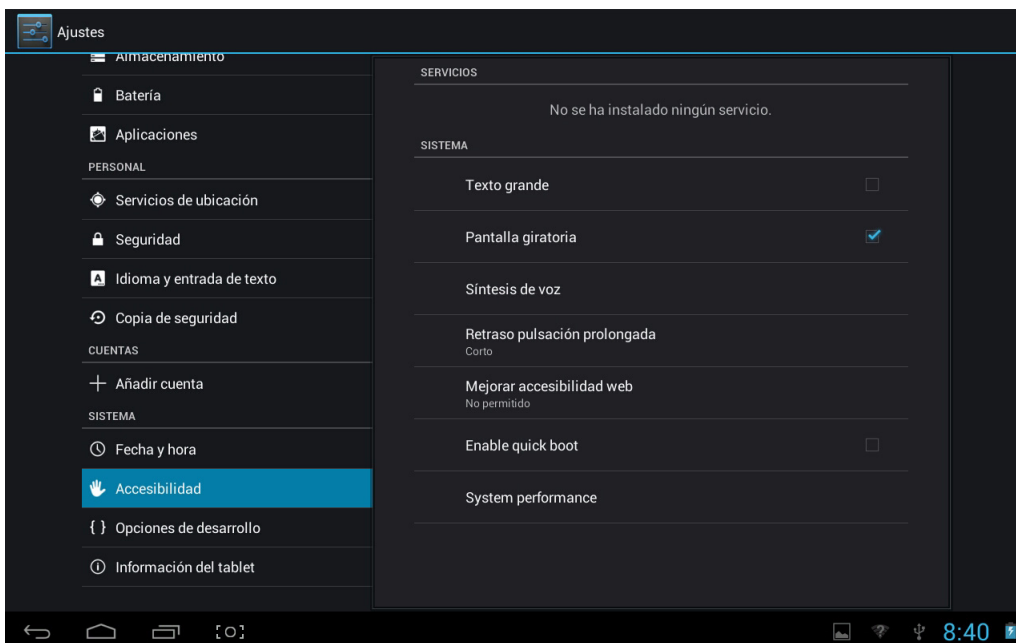 Ajustes
Almacenamiento
Batería
Aplicaciones
PERSONAL
Servicios de ubicación
Seguridad
Idioma y entrada de texto
Copia de seguridad
CUENTAS
Añadir cuenta
SISTEMA
Fecha y hora
Accesibilidad
Opciones de desarrollo
Información del tablet
SERVICIOS
No se ha instalado ningún servicio.
SISTEMA
Texto grande
Pantalla giratoria
Síntesis de voz
Retraso pulsación prolongada
Corto
Mejorar accesibilidad web
No permitido
Enable quick boot
System performance
8:40